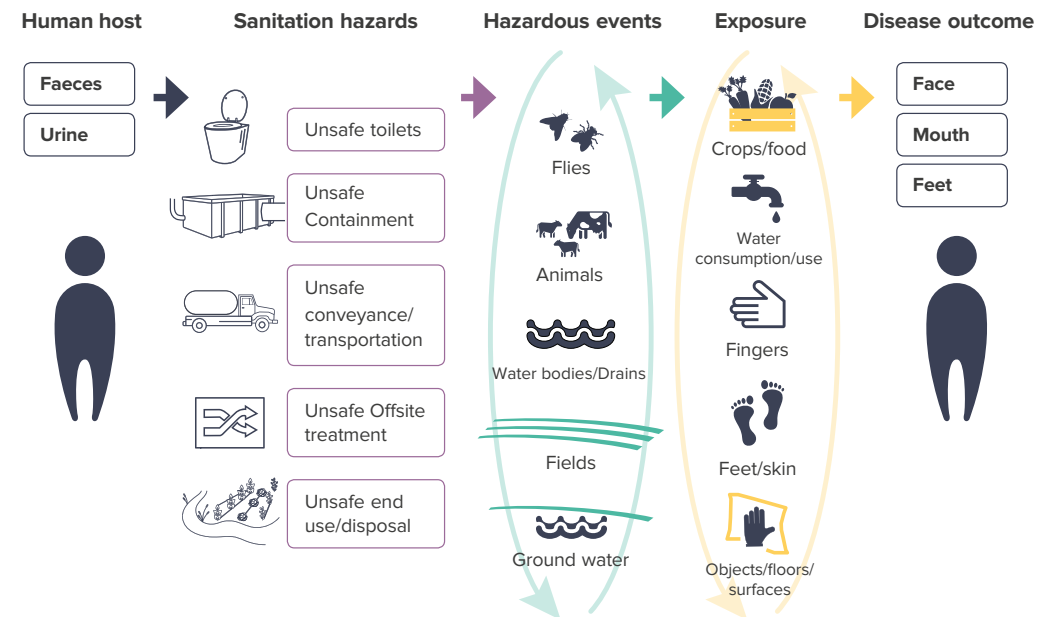 Human host
Sanitation hazards
Hazardous events
Exposure
Disease outcome
Faeces
Urine
Unsafe toilets
Unsafe
Containment
Unsafe
conveyance/
transportation
Unsafe Offsite
treatment
Unsafe end
use/disposal
Flies
Animals
Water bodies/Drains
Fields
Ground water
Crops/food
Water
consumption/use
Fingers
Feet/skin
Objects/floors/
surfaces
Face
Mouth
Feet